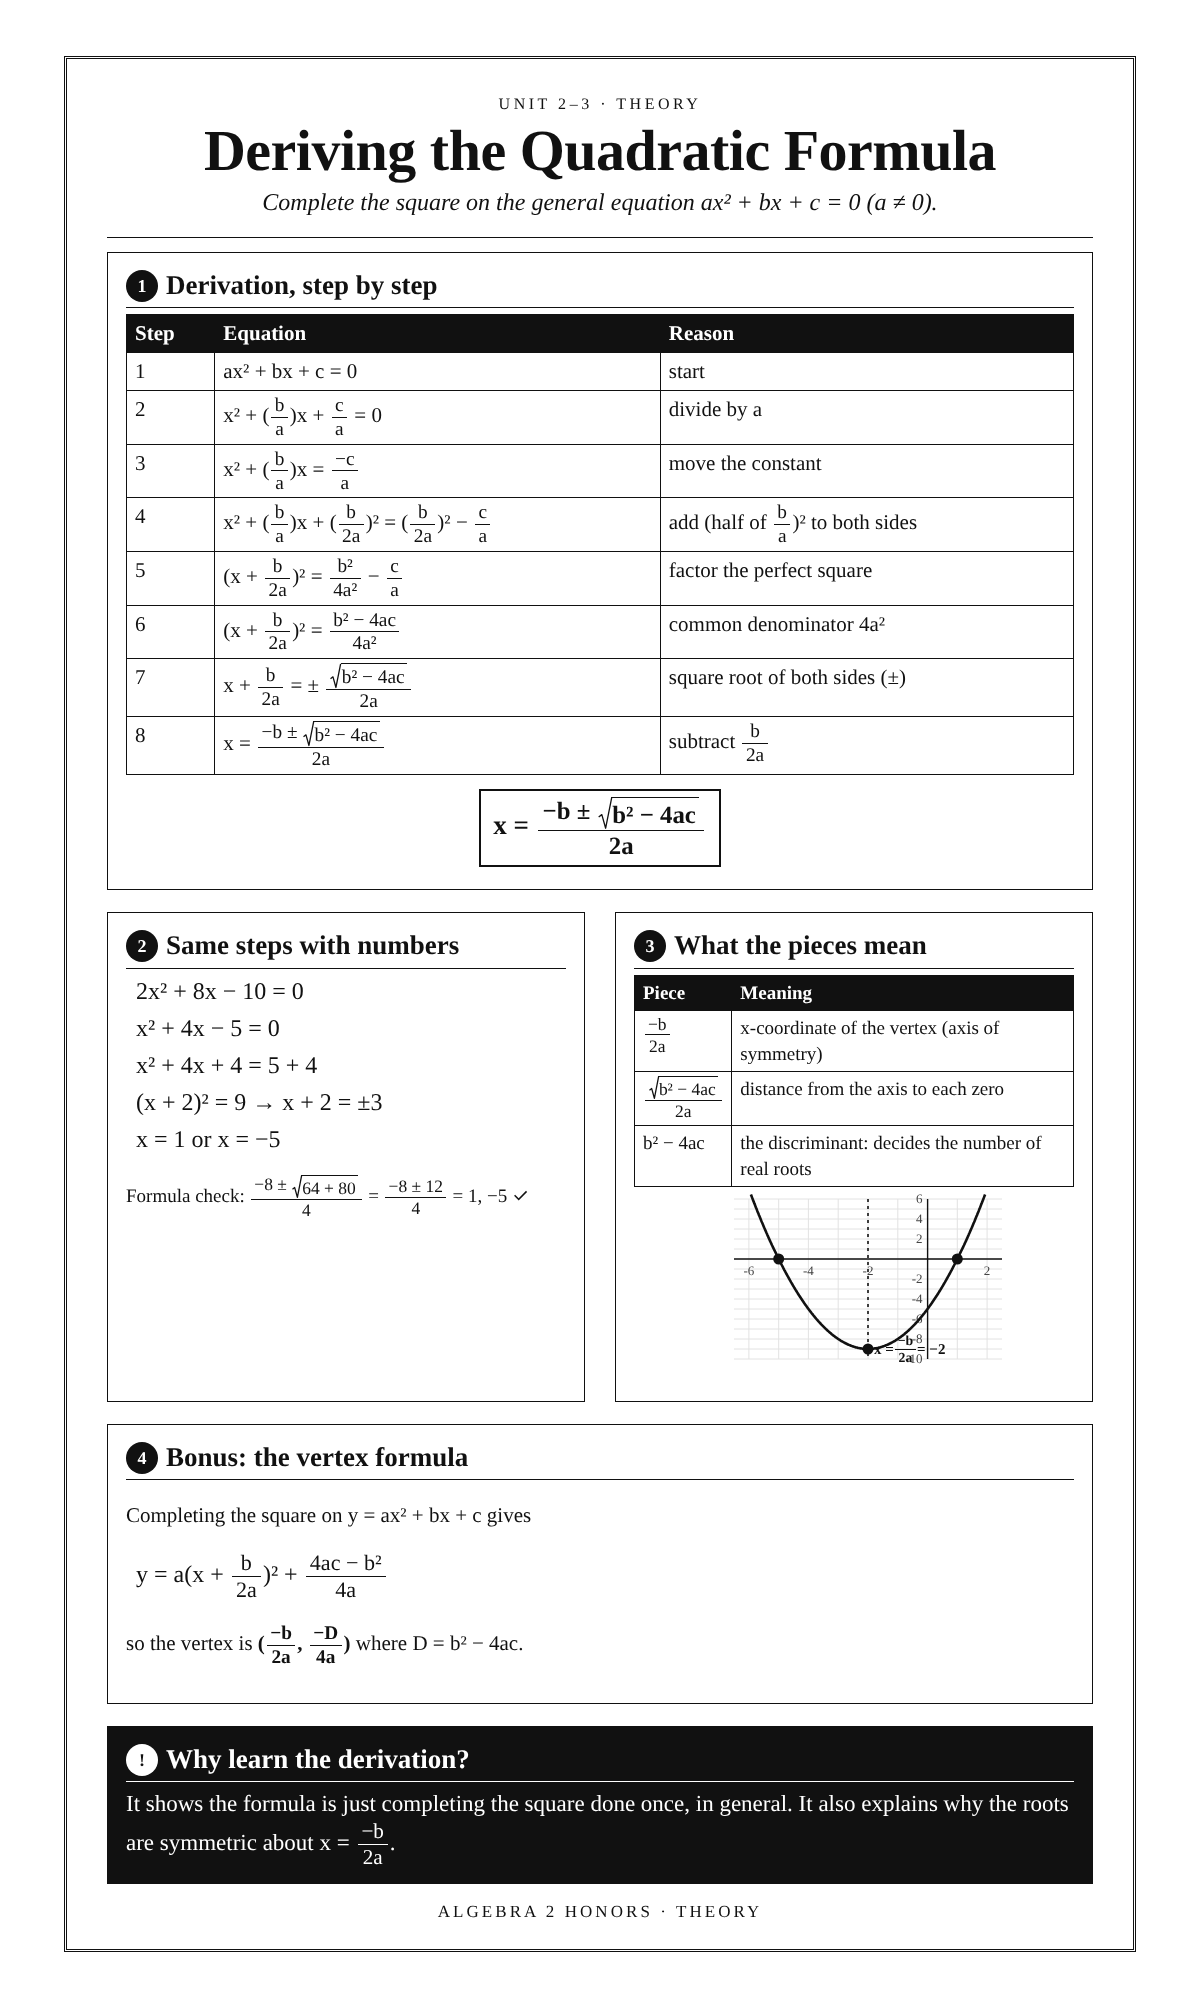 UNIT 2–3 · THEORY
Deriving the Quadratic Formula
Complete the square on the general equation ax² + bx + c = 0 (a ≠ 0).
1 Derivation, step by step
Step Equation Reason
1 ax² + bx + c = 0 start
2 x² + (b/a)x + c/a = 0 divide by a
3 x² + (b/a)x = −c/a move the constant
4 x² + (b/a)x + (b/2a)² = (b/2a)² − c/a add (half of b/a)² to both sides
5 (x + b/2a)² = b²/4a² − c/a factor the perfect square
6 (x + b/2a)² = b² − 4ac/4a² common denominator 4a²
7 x + b/2a = ± √b² − 4ac/2a square root of both sides (±)
8 x = −b ± √b² − 4ac/2a subtract b/2a
x = −b ± √b² − 4ac/2a
2 Same steps with numbers
2x² + 8x − 10 = 0
x² + 4x − 5 = 0
x² + 4x + 4 = 5 + 4
(x + 2)² = 9 → x + 2 = ±3
x = 1 or x = −5
Formula check: −8 ± √64 + 80/4 = −8 ± 12/4 = 1, −5 ✓
3 What the pieces mean
Piece Meaning
−b/2a x-coordinate of the vertex (axis of
symmetry)
√b² − 4ac/2a distance from the axis to each zero
b² − 4ac the discriminant: decides the number of
real roots
6
4
2
-6 -4 -2 2
-2
-4
-6
-8
-10
x = −b/2a = −2
4 Bonus: the vertex formula
Completing the square on y = ax² + bx + c gives
y = a(x + b/2a)² + 4ac − b²/4a
so the vertex is (−b/2a, −D/4a) where D = b² − 4ac.
! Why learn the derivation?
It shows the formula is just completing the square done once, in general. It also explains why the roots
are symmetric about x = −b/2a.
ALGEBRA 2 HONORS · THEORY